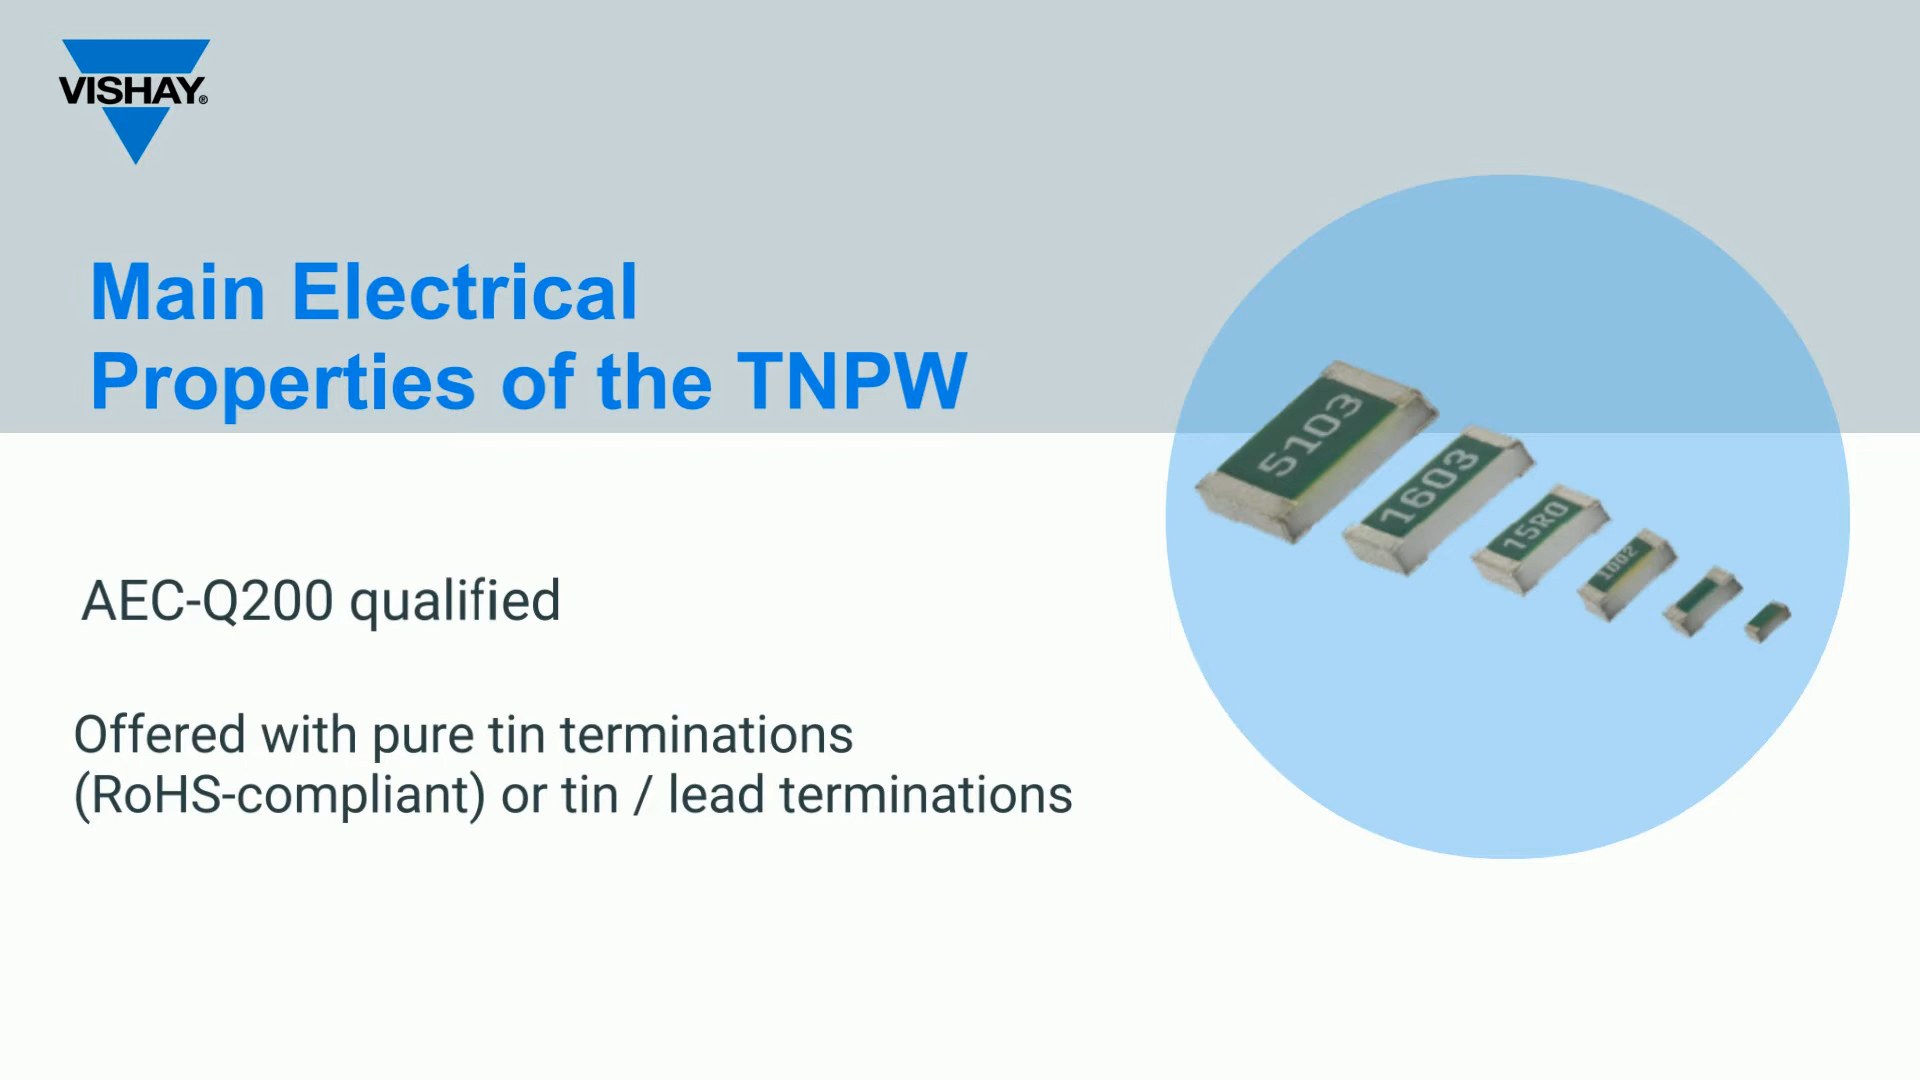 VISHAY®
Main Electrical
Properties of the TNPW
AEC-Q200 qualified
Offered with pure tin terminations
(RoHS-compliant) or tin / lead terminations
5103
1603
15R0
1002